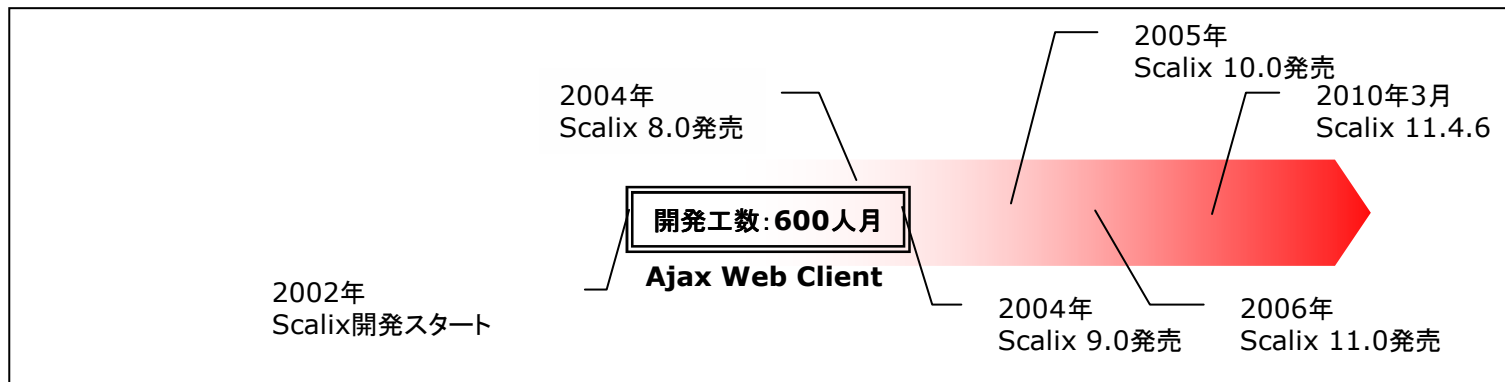 2005年
Scalix 10.0発売
2004年
Scalix 8.0発売
2010年3月
Scalix 11.4.6
開発工数:600人月
Ajax Web Client
2002年
Scalix開発スタート
2004年
Scalix 9.0発売
2006年
Scalix 11.0発売